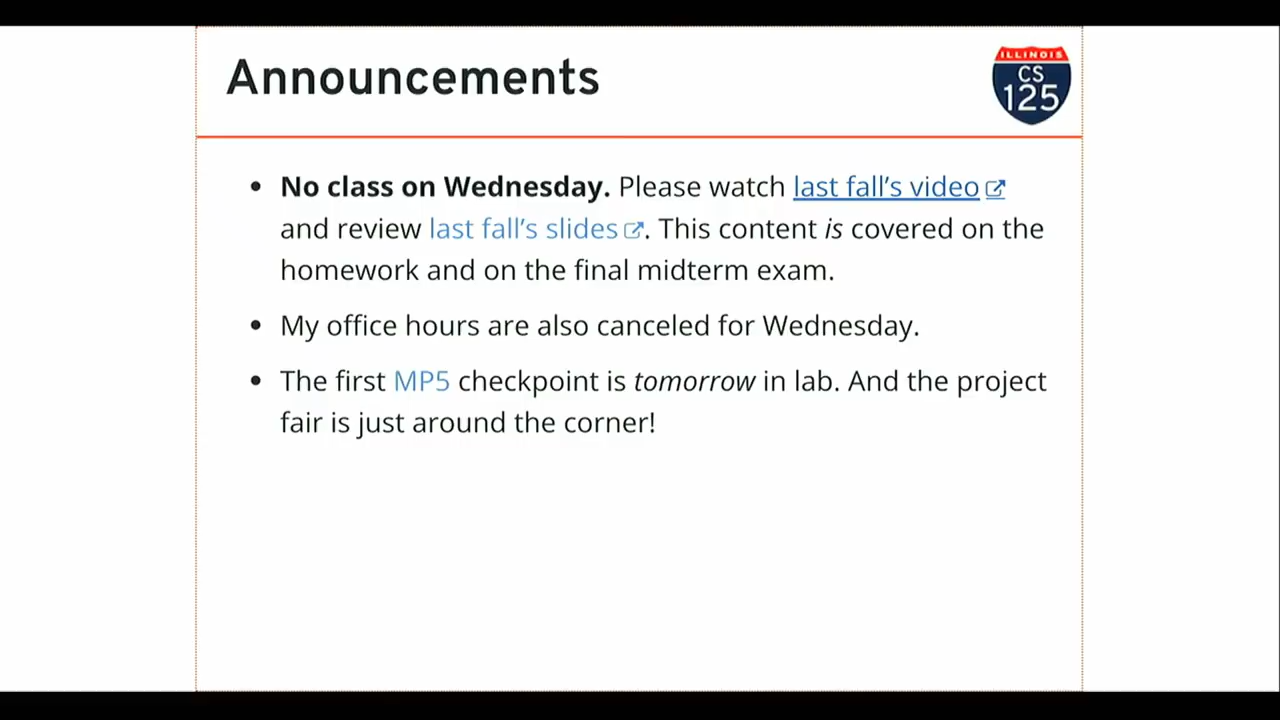 Announcements
ILLINOIS
CS
125
• No class on Wednesday. Please watch last fall's video
and review last fall's slides. This content is covered on the
homework and on the final midterm exam.
• My office hours are also canceled for Wednesday.
• The first MP5 checkpoint is tomorrow in lab. And the project
fair is just around the corner!